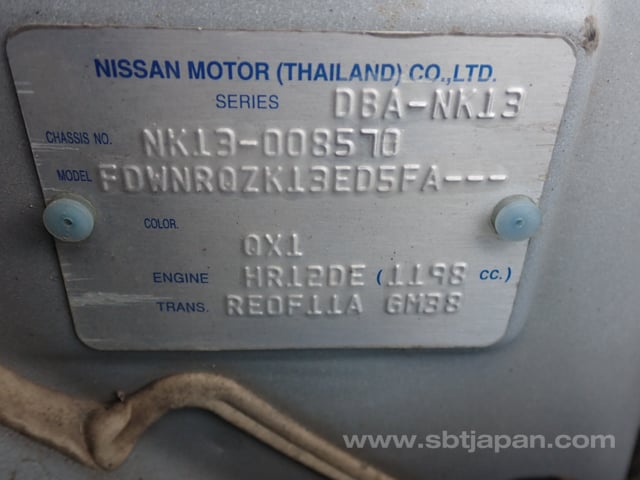 NISSAN MOTOR (THAILAND) CO.,LTD.
SERIES DBA-NK13
CHASSIS NO. NK13-008570
MODEL FDWNRQZK13ED5FA---
COLOR.
QX1
ENGINE HR12DE (1198 cc.)
TRANS. RE0F11A GM38
www.sbtjapan.com